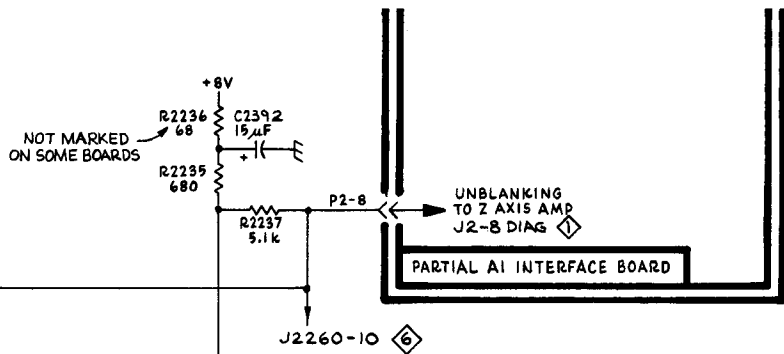 +8V
R2236
68
C2392
15µF
+
NOT MARKED
ON SOME BOARDS
R2235
680
R2237
5.1k
P2-8
UNBLANKING
TO Z AXIS AMP
J2-8 DIAG 1
PARTIAL A1 INTERFACE BOARD
J2260-10 6